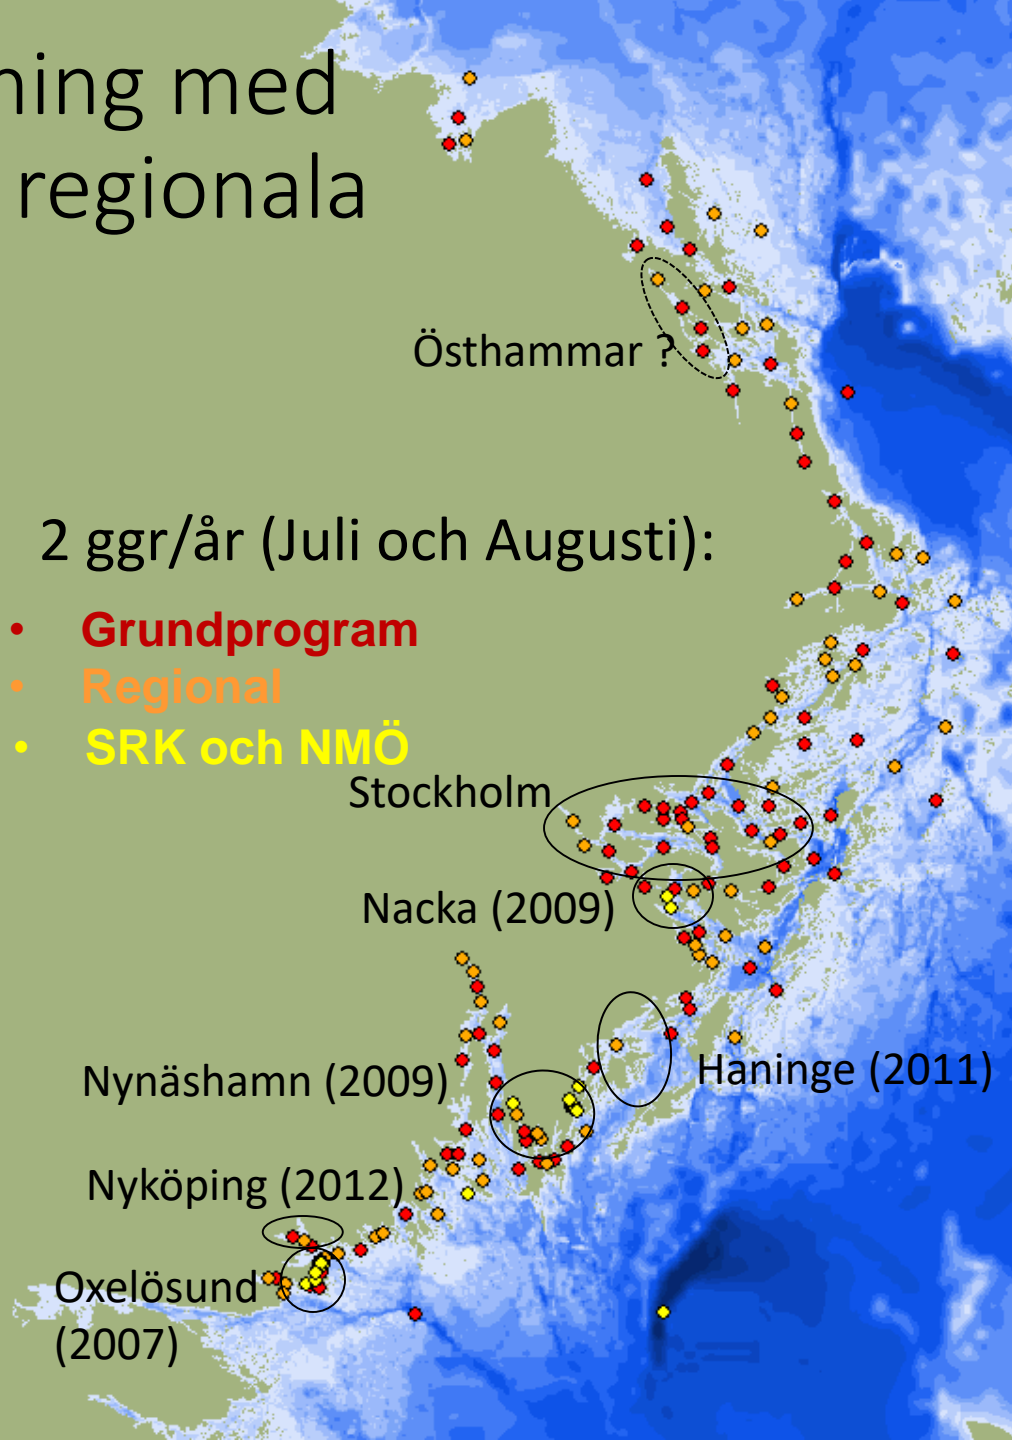 ning med
regionala
Östhammar ?
2 ggr/år (Juli och Augusti):
• Grundprogram
• Regional
• SRK och NMÖ
Stockholm
Nacka (2009)
Haninge (2011)
Nynäshamn (2009)
Nyköping (2012)
Oxelösund
(2007)